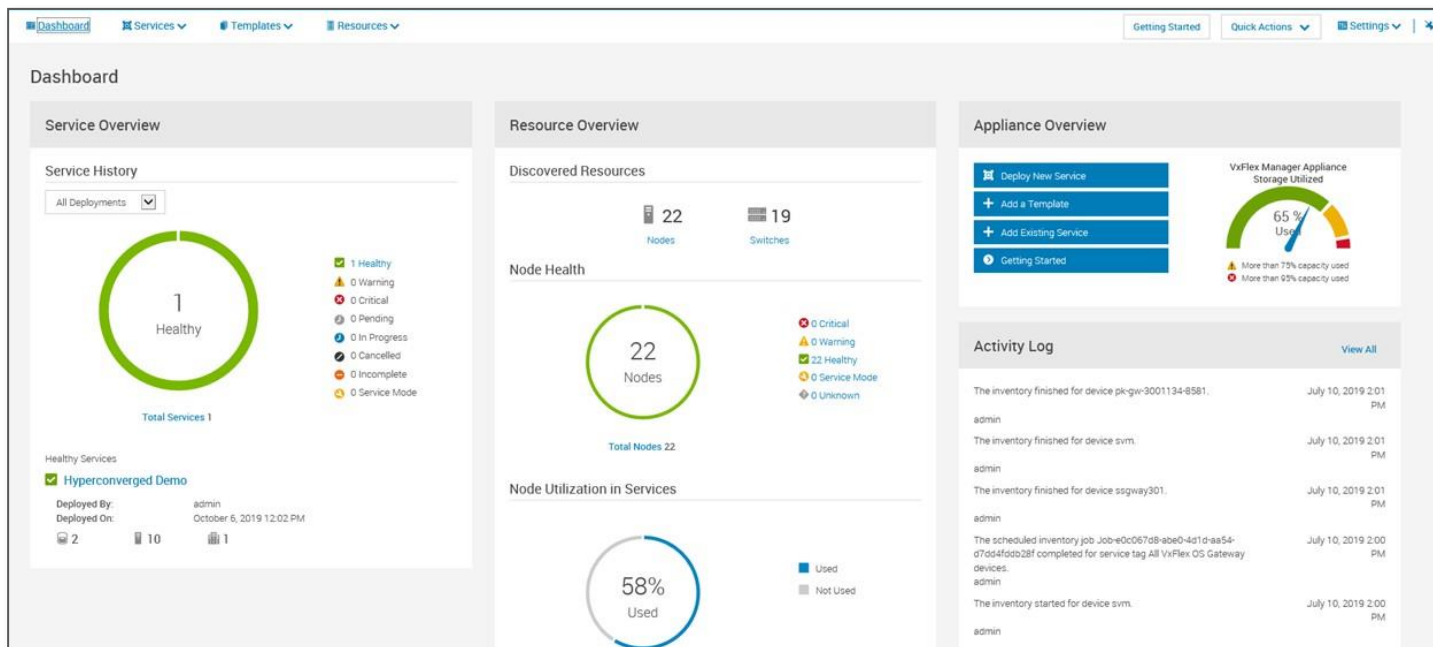 Dashboard Services Templates Resources Getting Started Quick Actions Settings
Dashboard
Service Overview
Service History
All Deployments
1
Healthy
1 Healthy
0 Warning
0 Critical
0 Pending
0 In Progress
0 Cancelled
0 Incomplete
0 Service Mode
Total Services 1
Healthy Services
Hyperconverged Demo
Deployed By: admin
Deployed On: October 6, 2019 12:02 PM
2 10 1
Resource Overview
Discovered Resources
22 19
Nodes Switches
Node Health
22
Nodes
0 Critical
0 Warning
22 Healthy
0 Service Mode
0 Unknown
Total Nodes 22
Node Utilization in Services
58%
Used
Used
Not Used
Appliance Overview
Deploy New Service
Add a Template
Add Existing Service
Getting Started
VxFlex Manager Appliance
Storage Utilized
65 %
Used
More than 75% capacity used
More than 95% capacity used
Activity Log View All
The inventory finished for device pk-gw-3001134-8581. July 10, 2019 2:01
PM
admin
The inventory finished for device svm. July 10, 2019 2:01
PM
admin
The inventory finished for device ssgway301. July 10, 2019 2:01
PM
admin
The scheduled inventory job Job-e0c067d8-abe0-4d1d-aa54- July 10, 2019 2:00
d7dd4fddb28f completed for service tag All VxFlex OS Gateway PM
devices.
admin
The inventory started for device svm. July 10, 2019 2:00
PM
admin